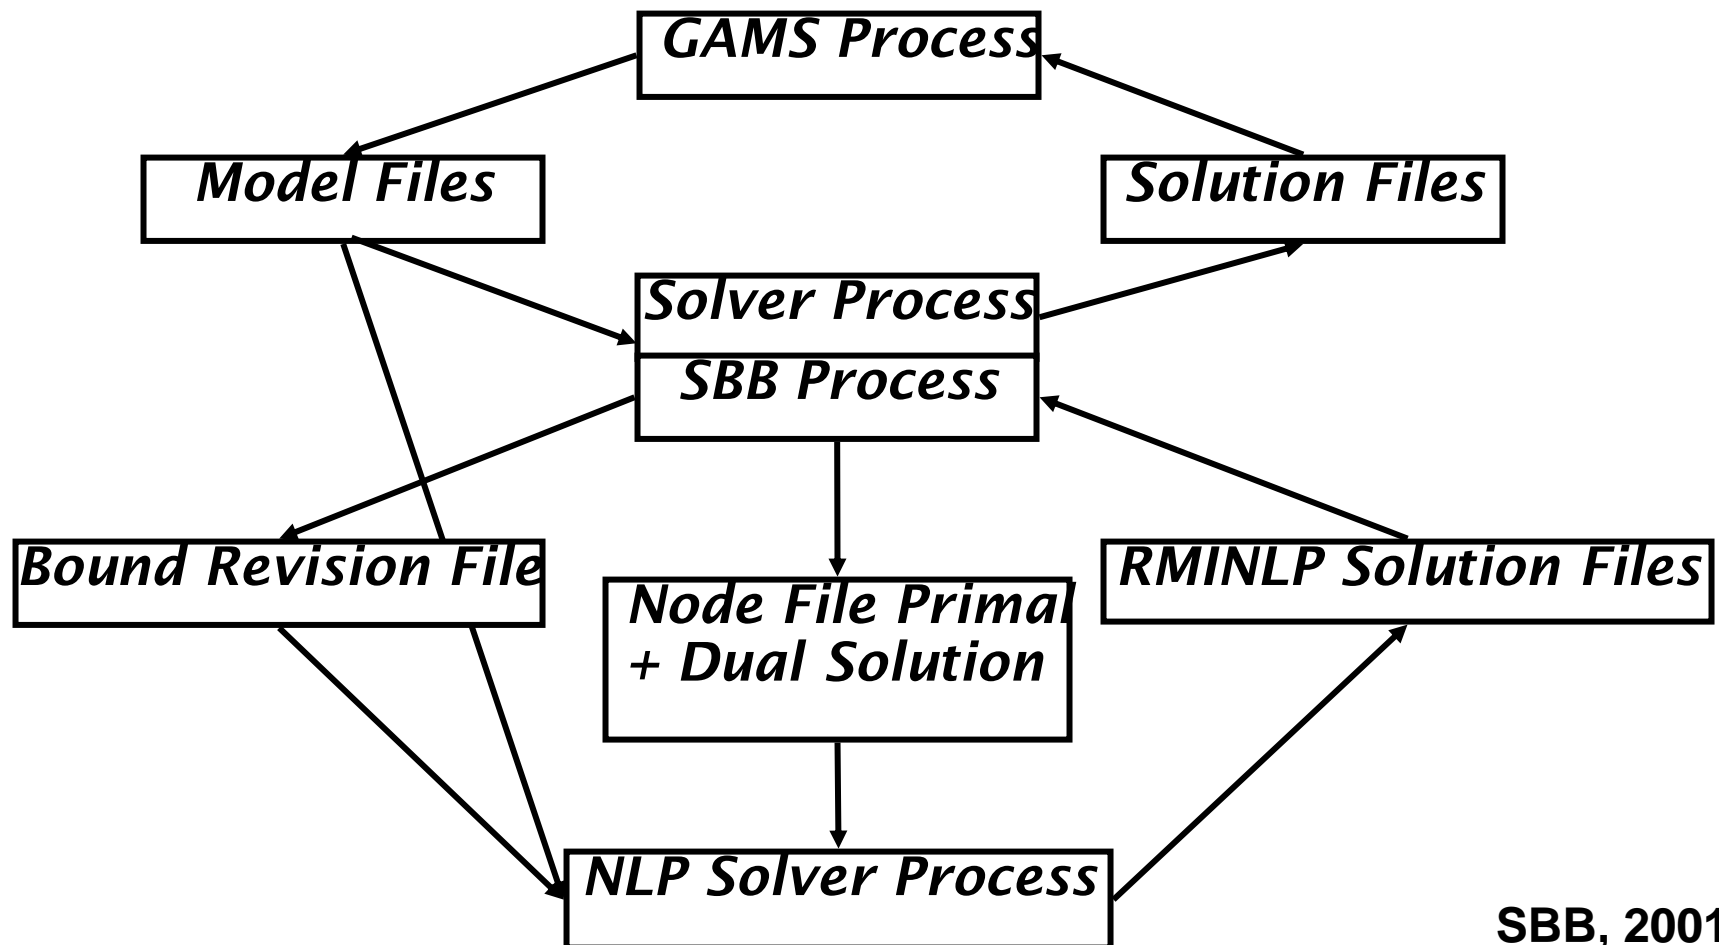 GAMS Process
Model Files
Solution Files
Solver Process
SBB Process
Bound Revision File
RMINLP Solution Files
Node File Primal
+ Dual Solution
NLP Solver Process
SBB, 2001